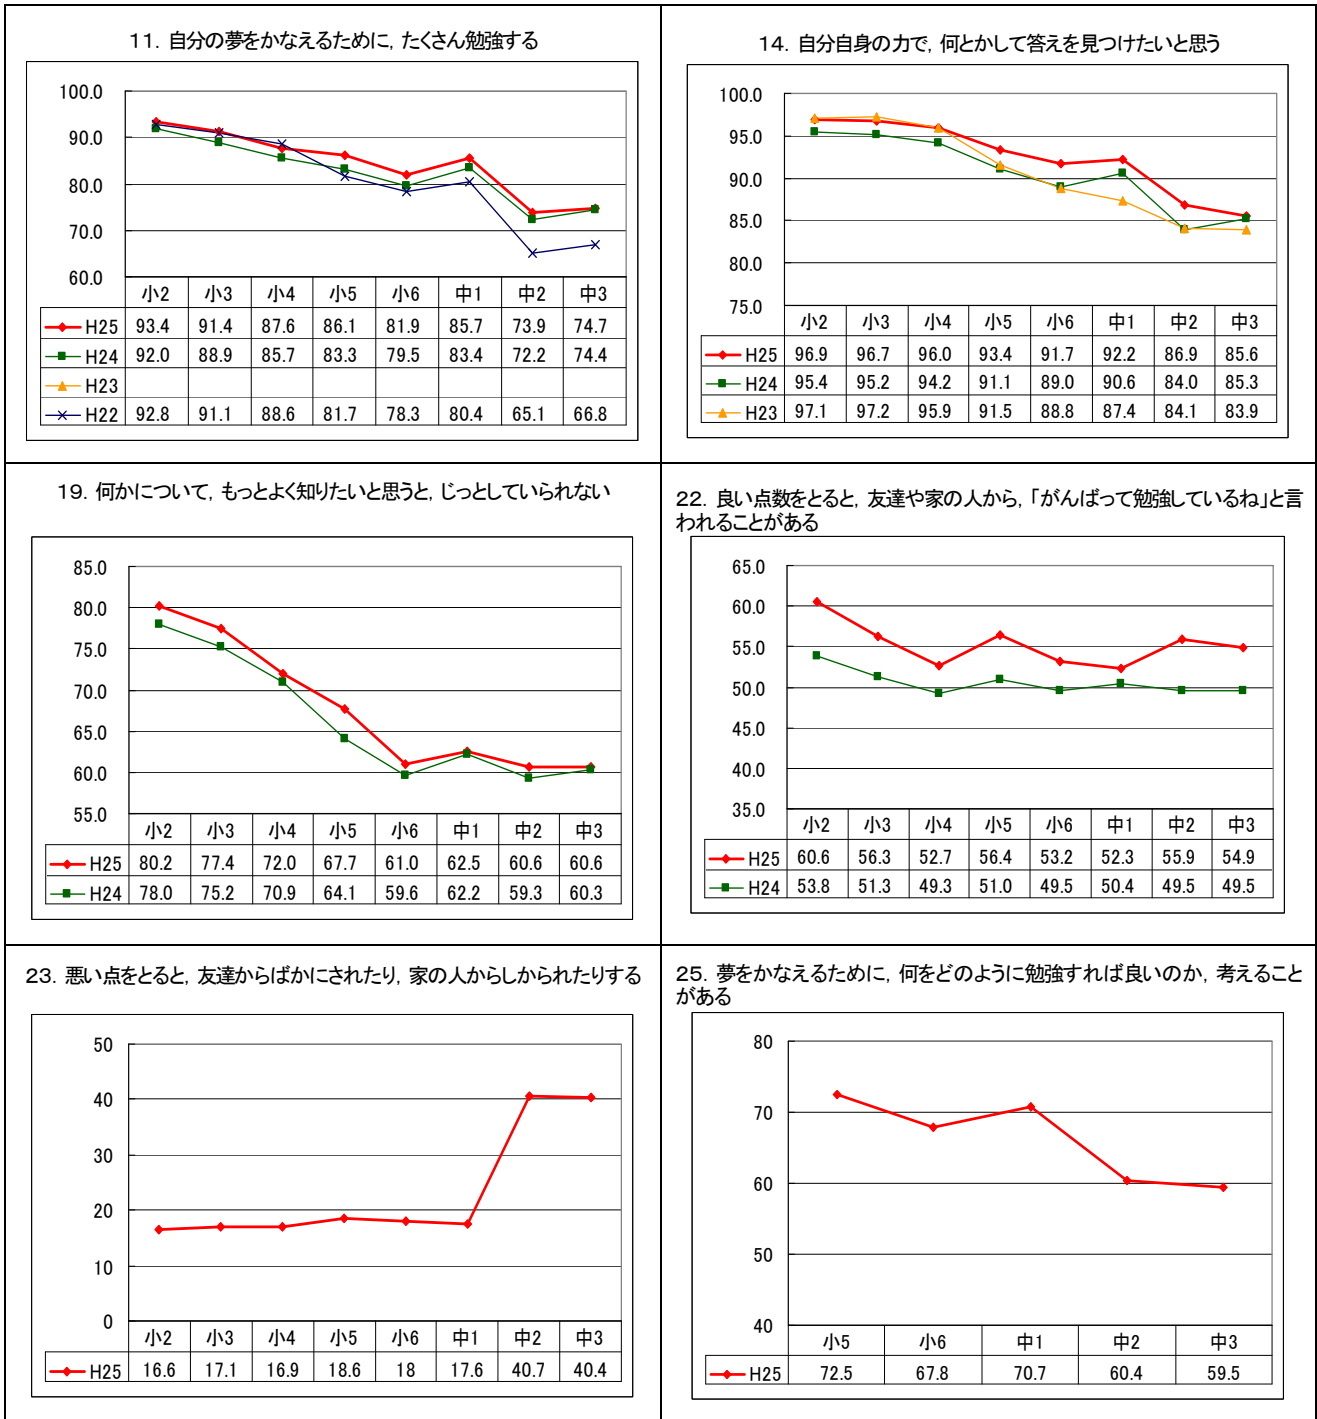 11. 自分の夢をかなえるために, たくさん勉強する
100.0
90.0
80.0
70.0
60.0
小2 小3 小4 小5 小6 中1 中2 中3
H25 93.4 91.4 87.6 86.1 81.9 85.7 73.9 74.7
H24 92.0 88.9 85.7 83.3 79.5 83.4 72.2 74.4
H23
H22 92.8 91.1 88.6 81.7 78.3 80.4 65.1 66.8
14. 自分自身の力で, 何とかして答えを見つけたいと思う
100.0
95.0
90.0
85.0
80.0
75.0
小2 小3 小4 小5 小6 中1 中2 中3
H25 96.9 96.7 96.0 93.4 91.7 92.2 86.9 85.6
H24 95.4 95.2 94.2 91.1 89.0 90.6 84.0 85.3
H23 97.1 97.2 95.9 91.5 88.8 87.4 84.1 83.9
19. 何かについて, もっとよく知りたいと思うと, じっとしていられない
85.0
80.0
75.0
70.0
65.0
60.0
55.0
小2 小3 小4 小5 小6 中1 中2 中3
H25 80.2 77.4 72.0 67.7 61.0 62.5 60.6 60.6
H24 78.0 75.2 70.9 64.1 59.6 62.2 59.3 60.3
22. 良い点数をとると, 友達や家の人から, 「がんばって勉強しているね」と言
われることがある
65.0
60.0
55.0
50.0
45.0
40.0
35.0
小2 小3 小4 小5 小6 中1 中2 中3
H25 60.6 56.3 52.7 56.4 53.2 52.3 55.9 54.9
H24 53.8 51.3 49.3 51.0 49.5 50.4 49.5 49.5
23. 悪い点をとると, 友達からばかにされたり, 家の人からしかられたりする
50
40
30
20
10
0
小2 小3 小4 小5 小6 中1 中2 中3
H25 16.6 17.1 16.9 18.6 18 17.6 40.7 40.4
25. 夢をかなえるために, 何をどのように勉強すれば良いのか, 考えること
がある
80
70
60
50
40
小5 小6 中1 中2 中3
H25 72.5 67.8 70.7 60.4 59.5